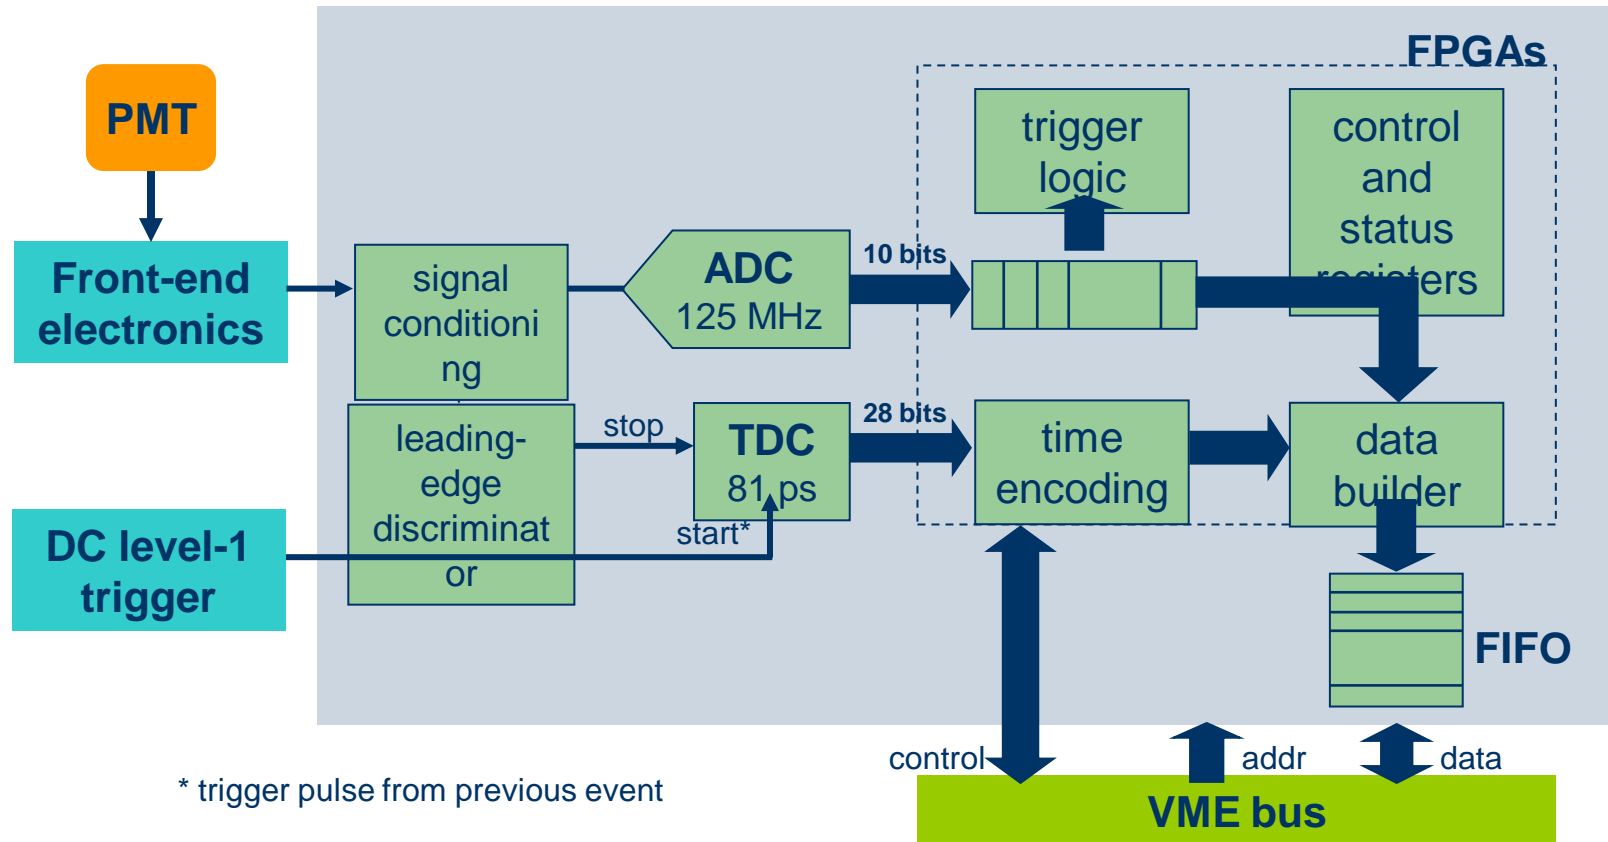 FPGAs
PMT
trigger
logic
control
and
status
registers
Front-end
electronics
signal
conditioni
ng
ADC
125 MHz
10 bits
leading-
edge
discriminat
or
stop
TDC
81 ps
start*
28 bits
time
encoding
data
builder
DC level-1
trigger
FIFO
control
addr
data
* trigger pulse from previous event
VME bus